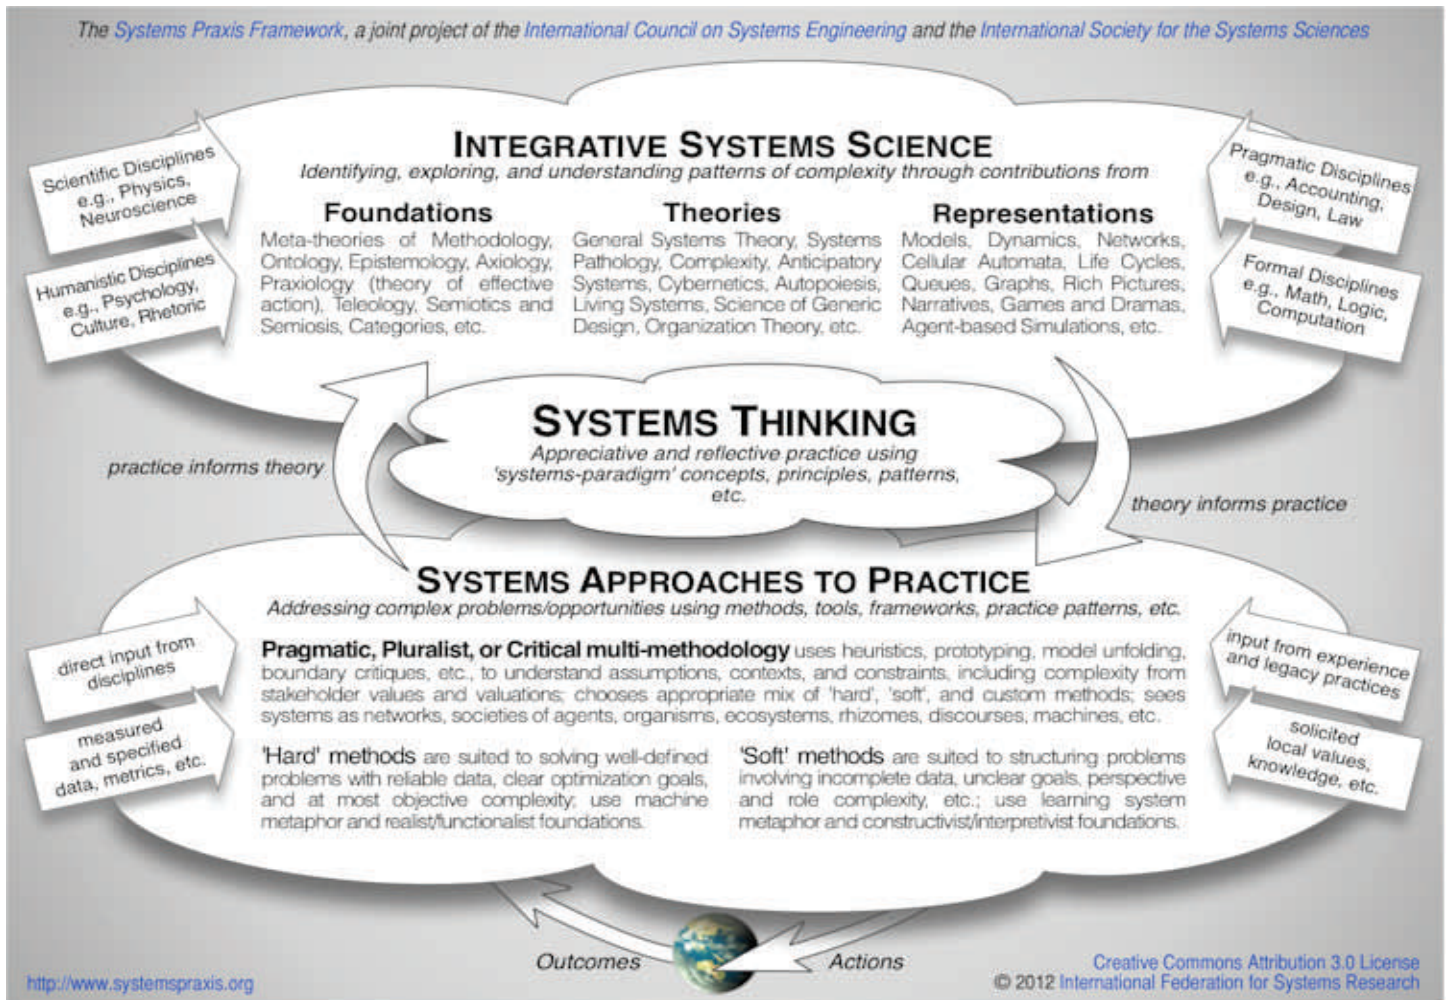 The Systems Praxis Framework, a joint project of the International Council on Systems Engineering and the International Society for the Systems Sciences
INTEGRATIVE SYSTEMS SCIENCE
Identifying, exploring, and understanding patterns of complexity through contributions from
Scientific Disciplines
e.g., Physics,
Neuroscience
Humanistic Disciplines
e.g., Psychology,
Culture, Rhetoric
Foundations
Meta-theories of Methodology,
Ontology, Epistemology, Axiology,
Praxiology (theory of effective
action), Teleology, Semiotics and
Semiosis, Categories, etc.
Theories
General Systems Theory, Systems
Pathology, Complexity, Anticipatory
Systems, Cybernetics, Autopoiesis,
Living Systems, Science of Generic
Design, Organization Theory, etc.
Representations
Models, Dynamics, Networks,
Cellular Automata, Life Cycles,
Queues, Graphs, Rich Pictures,
Narratives, Games and Dramas,
Agent-based Simulations, etc.
Pragmatic Disciplines
e.g., Accounting,
Design, Law
Formal Disciplines
e.g., Math, Logic,
Computation
SYSTEMS THINKING
Appreciative and reflective practice using
'systems-paradigm' concepts, principles, patterns,
etc.
practice informs theory
theory informs practice
SYSTEMS APPROACHES TO PRACTICE
Addressing complex problems/opportunities using methods, tools, frameworks, practice patterns, etc.
direct input from
disciplines
measured
and specified
data, metrics, etc.
Pragmatic, Pluralist, or Critical multi-methodology uses heuristics, prototyping, model unfolding,
boundary critiques, etc., to understand assumptions, contexts, and constraints, including complexity from
stakeholder values and valuations; chooses appropriate mix of 'hard', 'soft', and custom methods; sees
systems as networks, societies of agents, organisms, ecosystems, rhizomes, discourses, machines, etc.
'Hard' methods are suited to solving well-defined
problems with reliable data, clear optimization goals,
and at most objective complexity; use machine
metaphor and realist/functionalist foundations.
'Soft' methods are suited to structuring problems
involving incomplete data, unclear goals, perspective
and role complexity, etc.; use learning system
metaphor and constructivist/interpretivist foundations.
input from experience
and legacy practices
solicited
local values,
knowledge, etc.
Outcomes
Actions
http://www.systemspraxis.org
Creative Commons Attribution 3.0 License
© 2012 International Federation for Systems Research